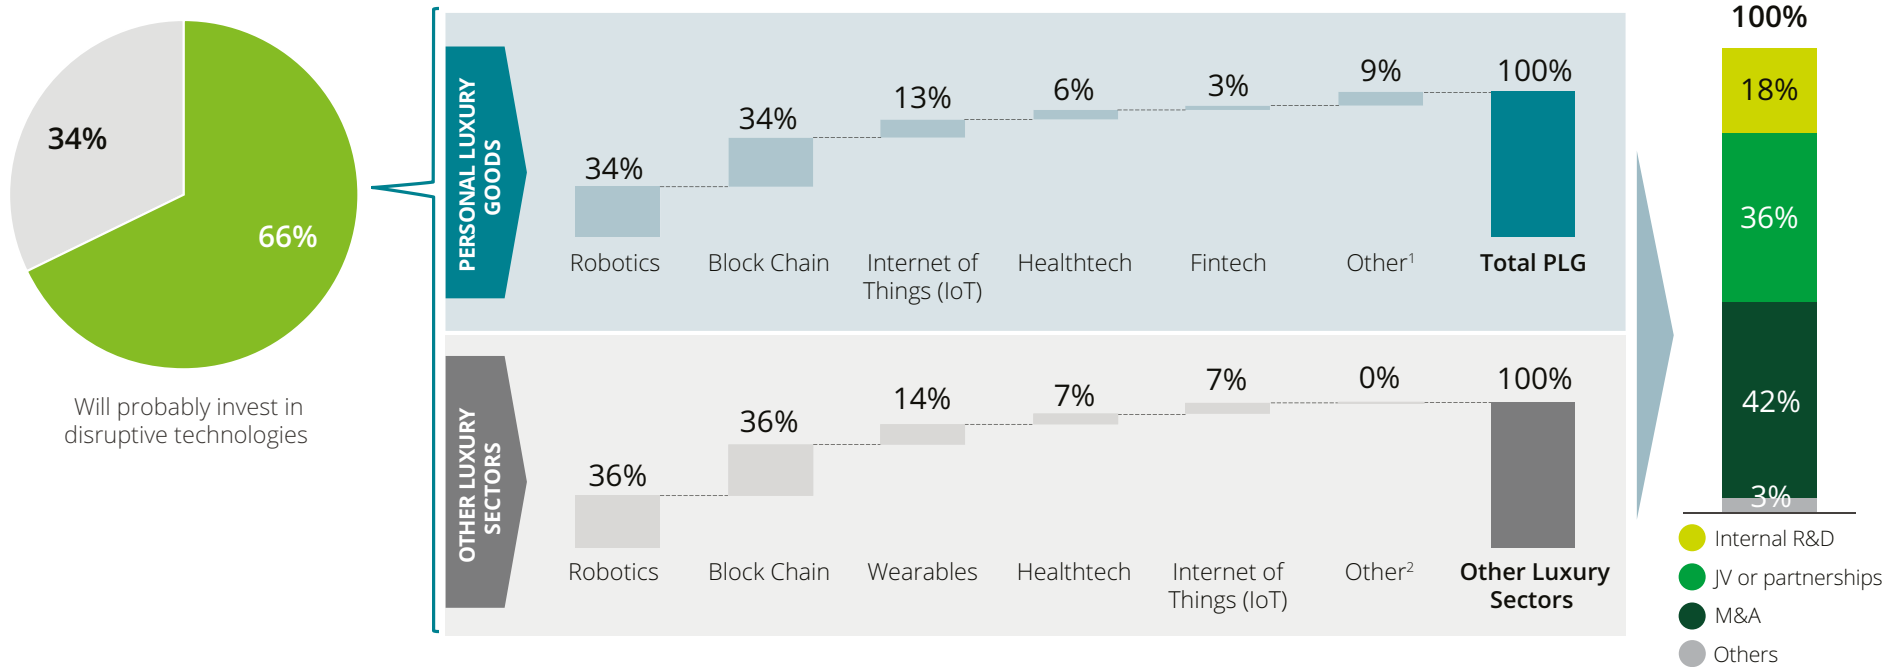 34%
66%
Will probably invest in
disruptive technologies
PERSONAL LUXURY
GOODS
34%
34%
13%
6%
3%
9%
100%
Robotics
Block Chain
Internet of
Things (IoT)
Healthtech
Fintech
Other¹
Total PLG
OTHER LUXURY
SECTORS
36%
36%
14%
7%
7%
0%
100%
Robotics
Block Chain
Wearables
Healthtech
Internet of
Things (IoT)
Other²
Other Luxury
Sectors
100%
18%
36%
42%
3%
Internal R&D
JV or partnerships
M&A
Others